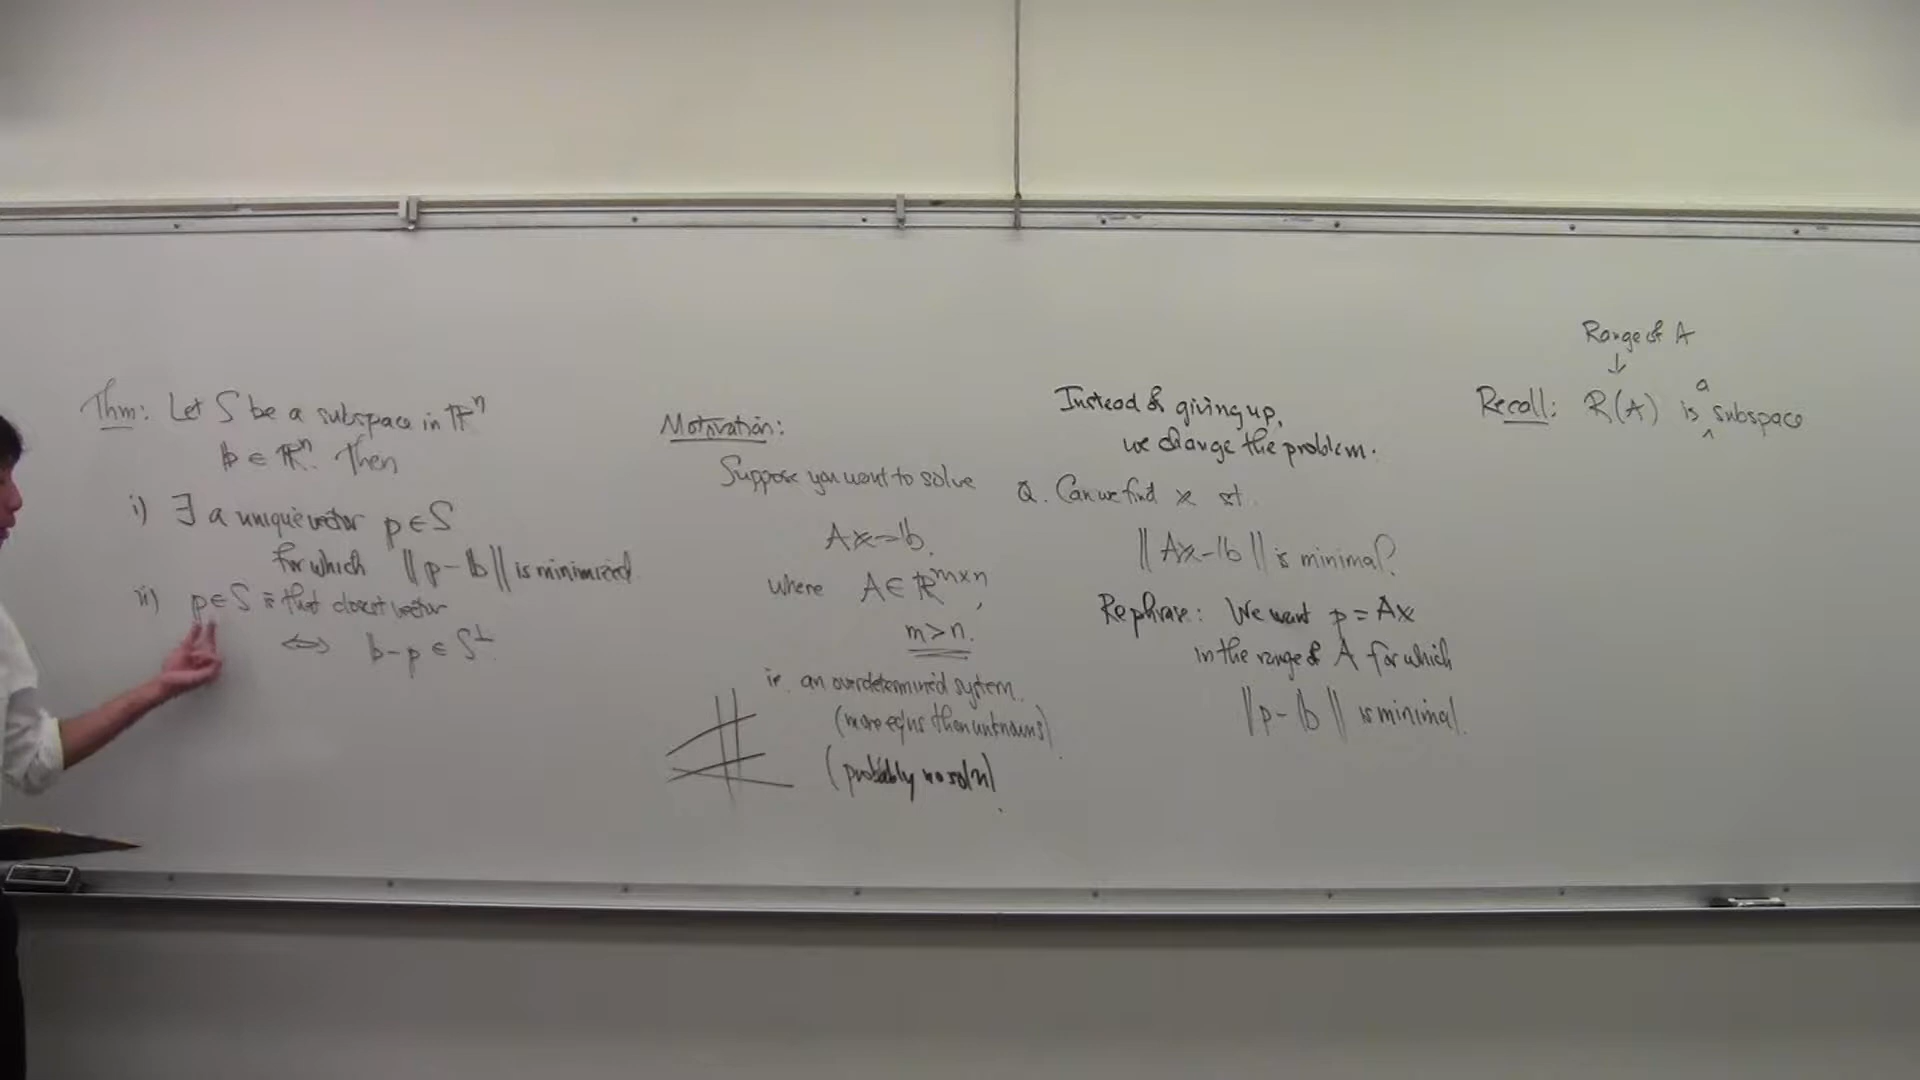 Thm: Let S be a subspace in ℝⁿ
b ∈ ℝⁿ. Then
i) ∃ a unique vector p ∈ S
for which ||p - b|| is minimized.
ii) p ∈ S is that closest vector
⇔ b - p ∈ S^⊥.
Motivation:
Suppose you want to solve
Ax = b.
where A ∈ ℝ^{m×n},
m > n.
ie. an overdetermined system.
(more eqns than unknowns).
(probably no soln).
Instead of giving up,
we change the problem.
Q. Can we find x st.
||Ax - b|| is minimal?
Rephrase: We want p = Ax
in the range of A for which
||p - b|| is minimal.
Range of A
↓
Recall: R(A) is a subspace